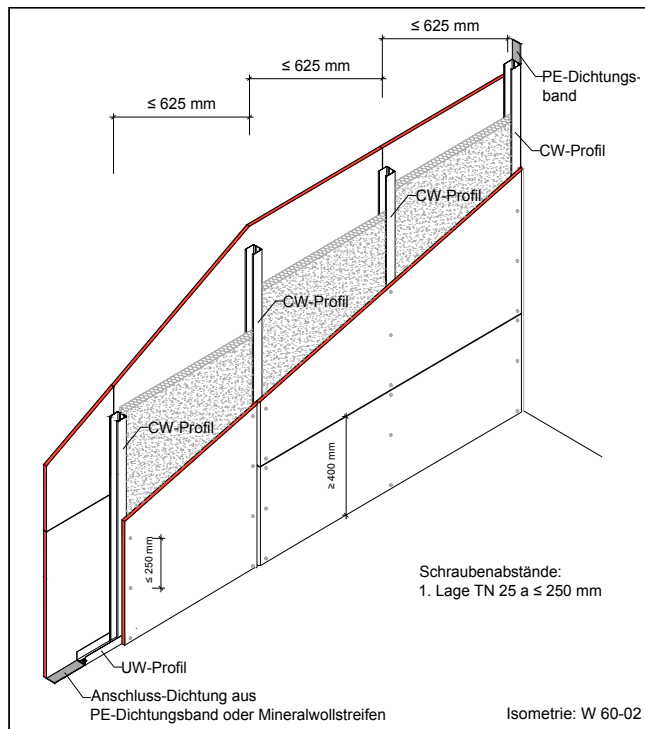 ≤ 625 mm
≤ 625 mm
≤ 625 mm
PE-Dichtungs-
band
CW-Profil
CW-Profil
CW-Profil
CW-Profil
≥ 400 mm
≤ 250 mm
Schraubenabstände:
1. Lage TN 25 a ≤ 250 mm
UW-Profil
Anschluss-Dichtung aus
PE-Dichtungsband oder Mineralwollstreifen
Isometrie: W 60-02